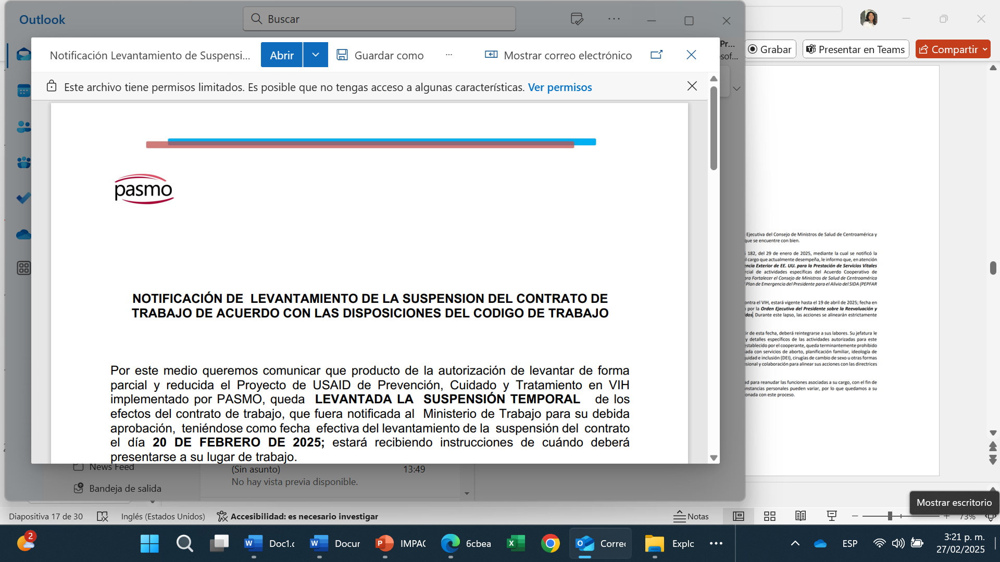 Outlook
Buscar
Notificación Levantamiento de Suspensi...
Abrir
Guardar como
Mostrar correo electrónico
Pr...
sof...
Grabar
Presentar en Teams
Compartir
Este archivo tiene permisos limitados. Es posible que no tengas acceso a algunas características. Ver permisos
pasmo
NOTIFICACIÓN DE LEVANTAMIENTO DE LA SUSPENSION DEL CONTRATO DE
TRABAJO DE ACUERDO CON LAS DISPOSICIONES DEL CODIGO DE TRABAJO
Por este medio queremos comunicar que producto de la autorización de levantar de forma
parcial y reducida el Proyecto de USAID de Prevención, Cuidado y Tratamiento en VIH
implementado por PASMO, queda LEVANTADA LA SUSPENSIÓN TEMPORAL de los
efectos del contrato de trabajo, que fuera notificada al Ministerio de Trabajo para su debida
aprobación, teniéndose como fecha efectiva del levantamiento de la suspensión del contrato
el día 20 DE FEBRERO DE 2025; estará recibiendo instrucciones de cuándo deberá
presentarse a su lugar de trabajo.
Ejecutiva del Consejo de Ministros de Salud de Centroamérica y
que se encuentre con bien.
182, del 29 de enero de 2025, mediante la cual se notificó la
l cargo que actualmente desempeña, le informo que, en atención
encia Exterior de EE. UU. para la Prestación de Servicios Vitales
rcial de actividades específicas del Acuerdo Cooperativo de
ora Fortalecer el Consejo de Ministros de Salud de Centroamérica
Plan de Emergencia del Presidente para el Alivio del SIDA (PEPFAR
ontra el VIH, estará vigente hasta el 19 de abril de 2025; fecha en
por la Orden Ejecutiva del Presidente sobre la Reevaluación y
dos. Durante este lapso, las acciones se alinearán estrictamente
ir de esta fecha, deberá reintegrarse a sus labores. Su jefatura le
y detalles específicos de las actividades autorizadas para este
establecido por el cooperante, queda terminantemente prohibido
ada con servicios de aborto, planificación familiar, ideología de
uidad e inclusión (DEI), cirugías de cambio de sexo u otras formas
esional y colaboración para alinear sus acciones con las directrices
ad para reanudar las funciones asociadas a su cargo, con el fin de
nstancias personales pueden variar, por lo que quedamos a su
onada con este proceso.
News Feed
Bandeja de salida
(Sin asunto)
13:49
No hay vista previa disponible.
Mostrar escritorio
Diapositiva 17 de 30
Inglés (Estados Unidos)
Accesibilidad: es necesario investigar
Notas
73%
2
Doc1.c
Docur
IMPAC
6cbea
Correo
Explc
ESP
3:21 p. m.
27/02/2025